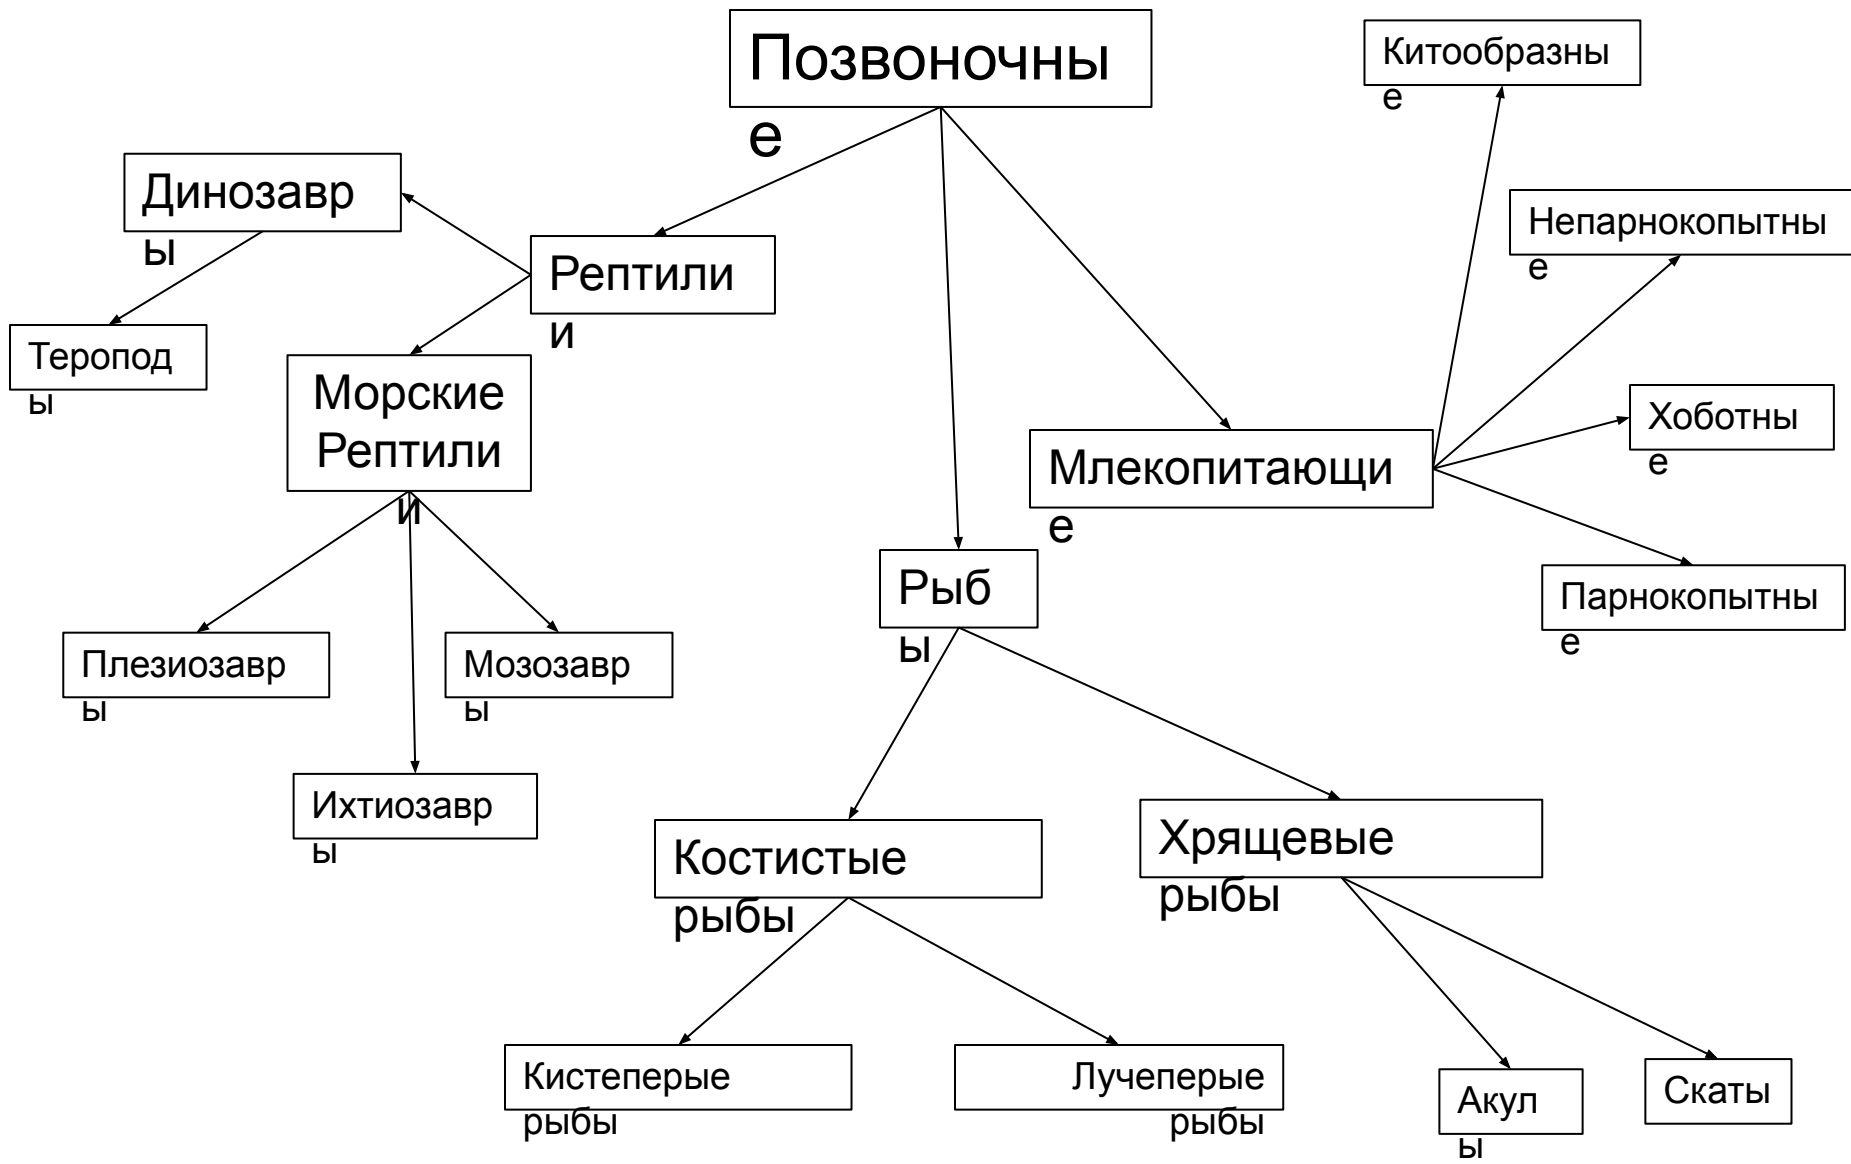 Позвоночны
е
Китообразны
е
Динозавр
ы
Непарнокопытны
е
Рептили
и
Теропод
ы
Морские
Рептили
и
Хоботны
е
Млекопитающи
е
Рыб
ы
Парнокопытны
е
Плезиозавр
ы
Мозозавр
ы
Ихтиозавр
ы
Костистые
рыбы
Хрящевые
рыбы
Кистеперые
рыбы
Лучеперые
рыбы
Акул
ы
Скаты